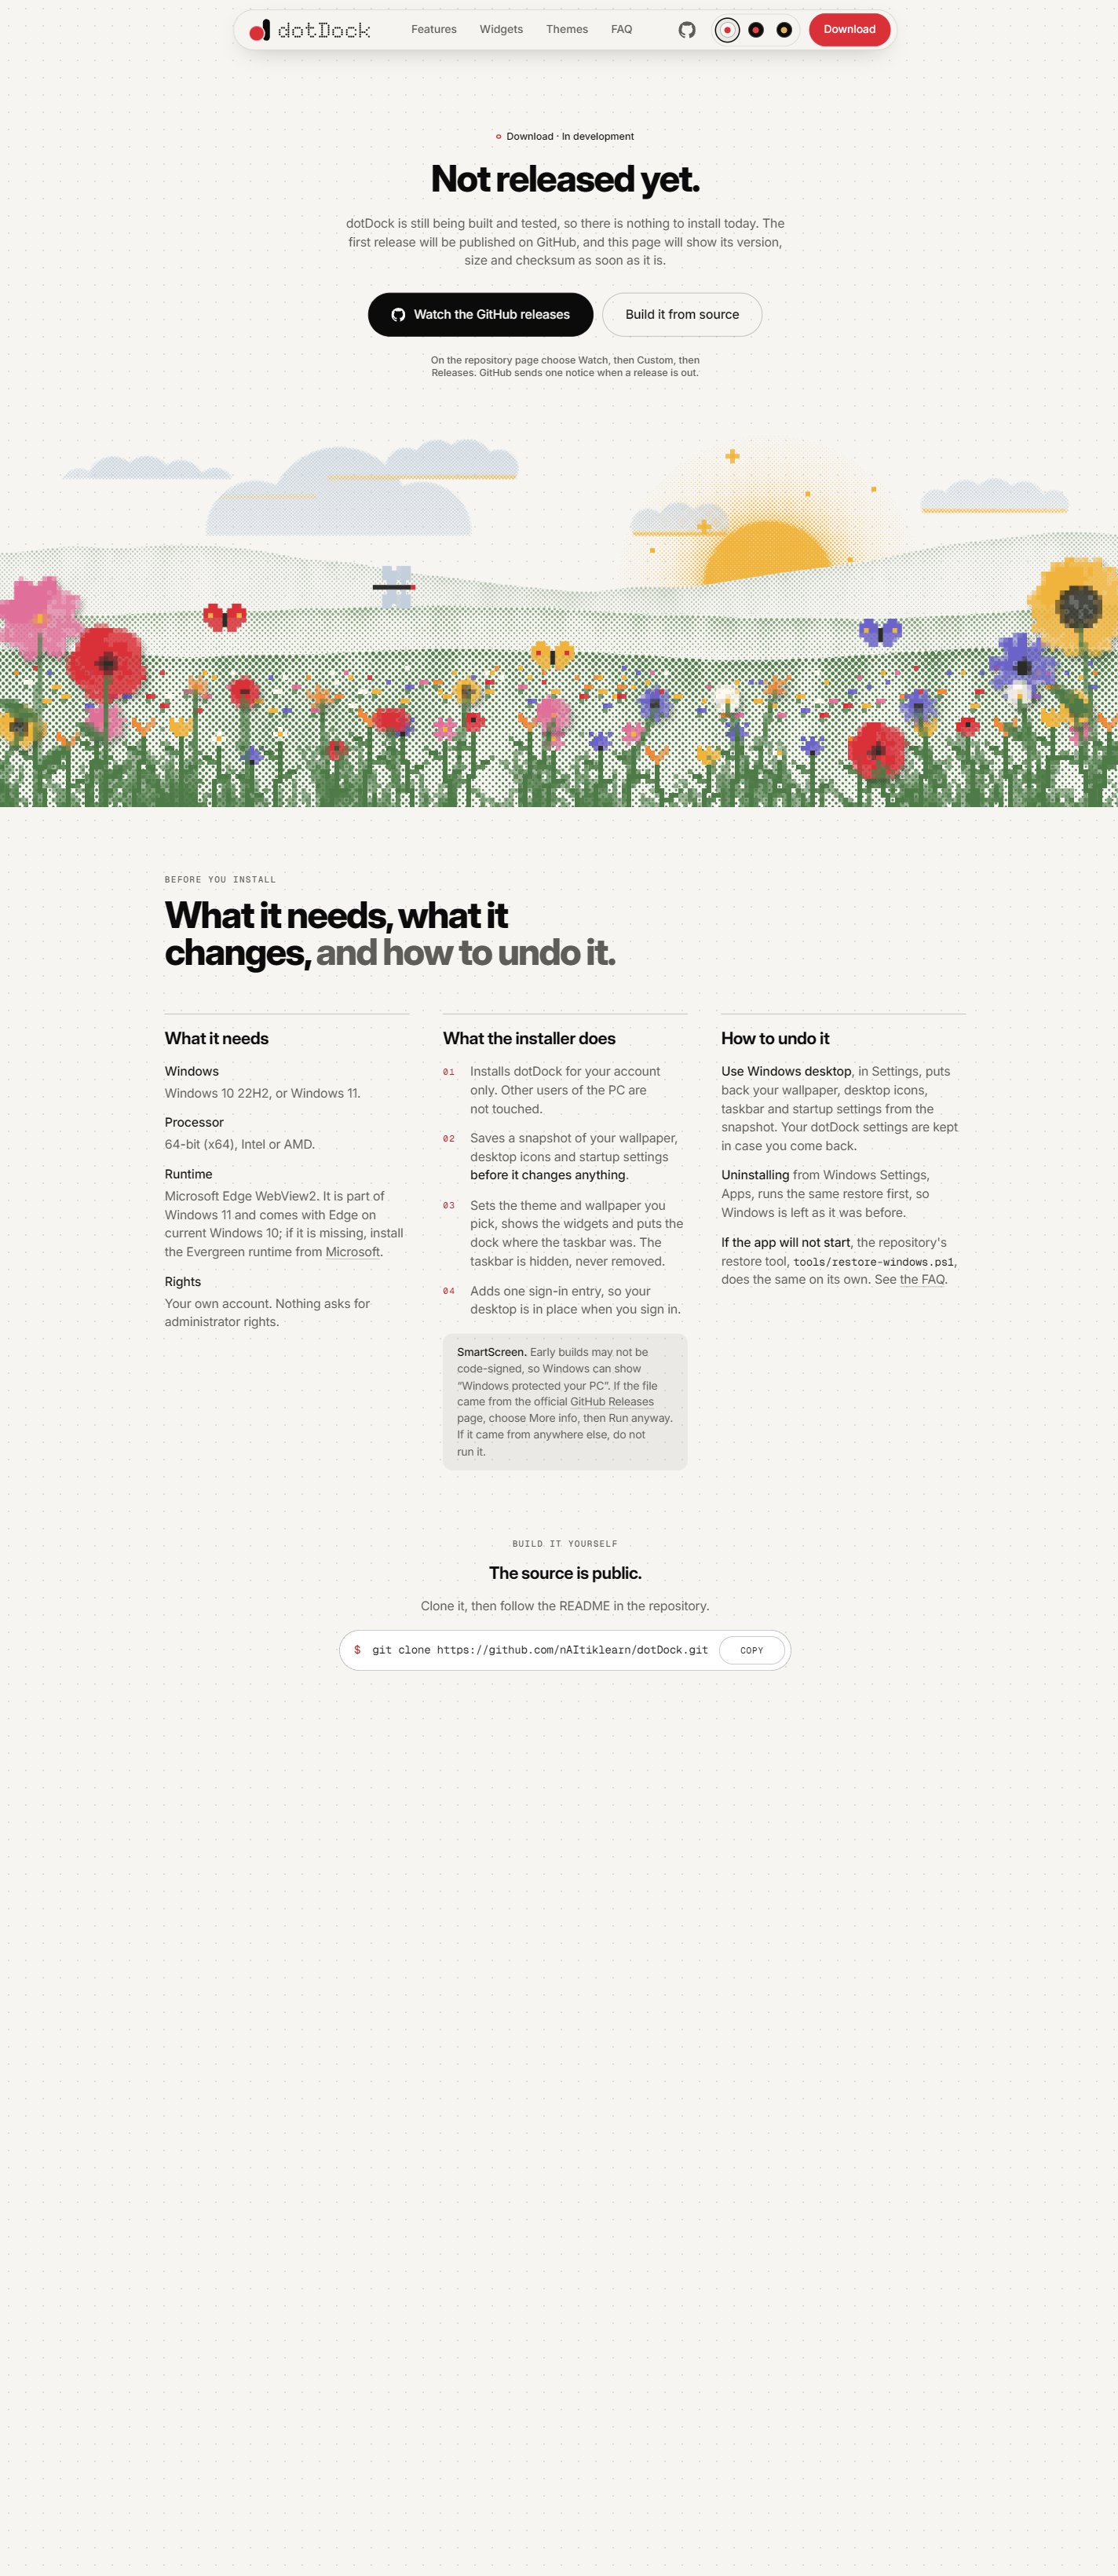 dotDock
Features
Widgets
Themes
FAQ
Download
Download · In development
Not released yet.
dotDock is still being built and tested, so there is nothing to install today. The
first release will be published on GitHub, and this page will show its version,
size and checksum as soon as it is.
Watch the GitHub releases
Build it from source
On the repository page choose Watch, then Custom, then
Releases. GitHub sends one notice when a release is out.
BEFORE YOU INSTALL
What it needs, what it
changes, and how to undo it.
What it needs
Windows
Windows 10 22H2, or Windows 11.
Processor
64-bit (x64), Intel or AMD.
Runtime
Microsoft Edge WebView2. It is part of
Windows 11 and comes with Edge on
current Windows 10; if it is missing, install
the Evergreen runtime from Microsoft.
Rights
Your own account. Nothing asks for
administrator rights.
What the installer does
01 Installs dotDock for your account
only. Other users of the PC are
not touched.
02 Saves a snapshot of your wallpaper,
desktop icons and startup settings
before it changes anything.
03 Sets the theme and wallpaper you
pick, shows the widgets and puts the
dock where the taskbar was. The
taskbar is hidden, never removed.
04 Adds one sign-in entry, so your
desktop is in place when you sign in.
SmartScreen. Early builds may not be
code-signed, so Windows can show
“Windows protected your PC”. If the file
came from the official GitHub Releases
page, choose More info, then Run anyway.
If it came from anywhere else, do not
run it.
How to undo it
Use Windows desktop, in Settings, puts
back your wallpaper, desktop icons,
taskbar and startup settings from the
snapshot. Your dotDock settings are kept
in case you come back.
Uninstalling from Windows Settings,
Apps, runs the same restore first, so
Windows is left as it was before.
If the app will not start, the repository's
restore tool, tools/restore-windows.ps1,
does the same on its own. See the FAQ.
BUILD IT YOURSELF
The source is public.
Clone it, then follow the README in the repository.
$ git clone https://github.com/nAItiklearn/dotDock.git
COPY